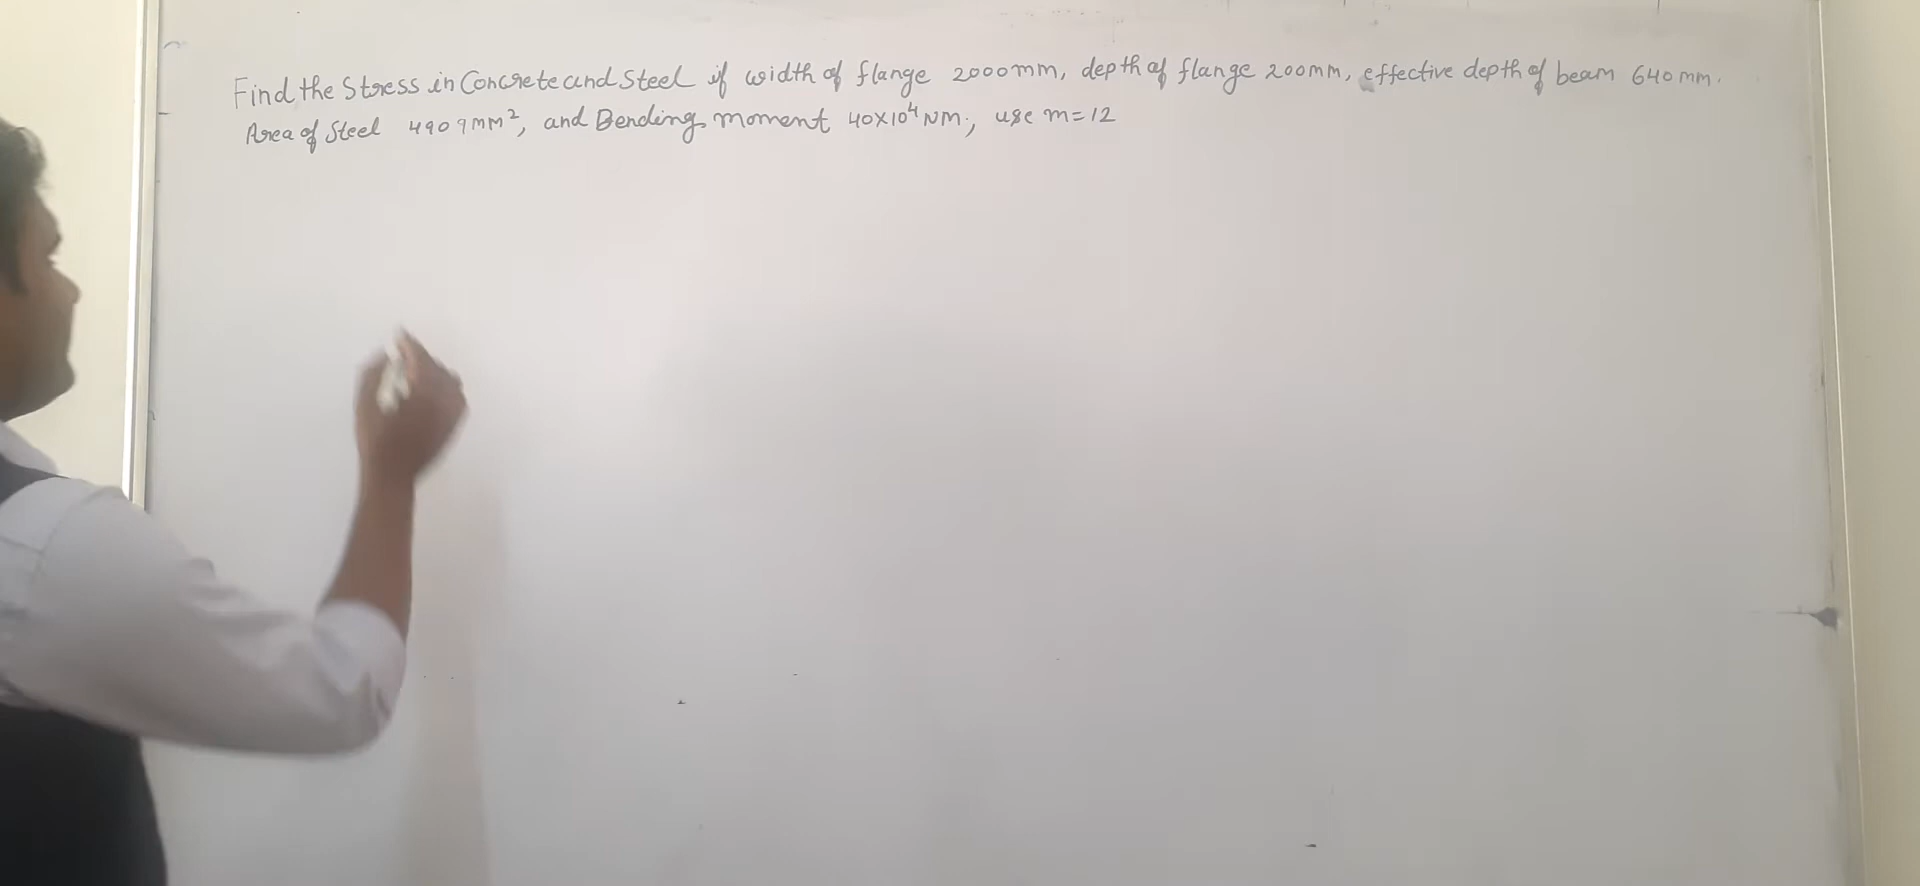 Find the Stress in Concrete and Steel if width of flange 2000mm, depth of flange 200mm, effective depth of beam 640mm.
Area of Steel 4909mm², and Bending moment 40x10⁴ NM., use m=12